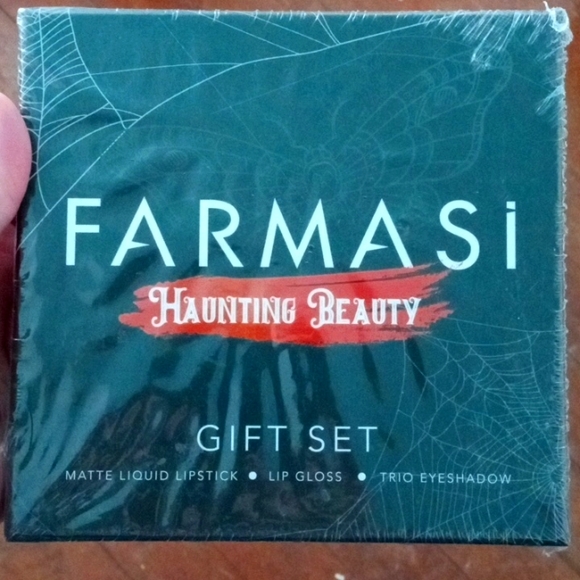 FARMASi
HAUNTING BEAUTY
GIFT SET
MATTE LIQUID LIPSTICK ● LIP GLOSS ● TRIO EYESHADOW